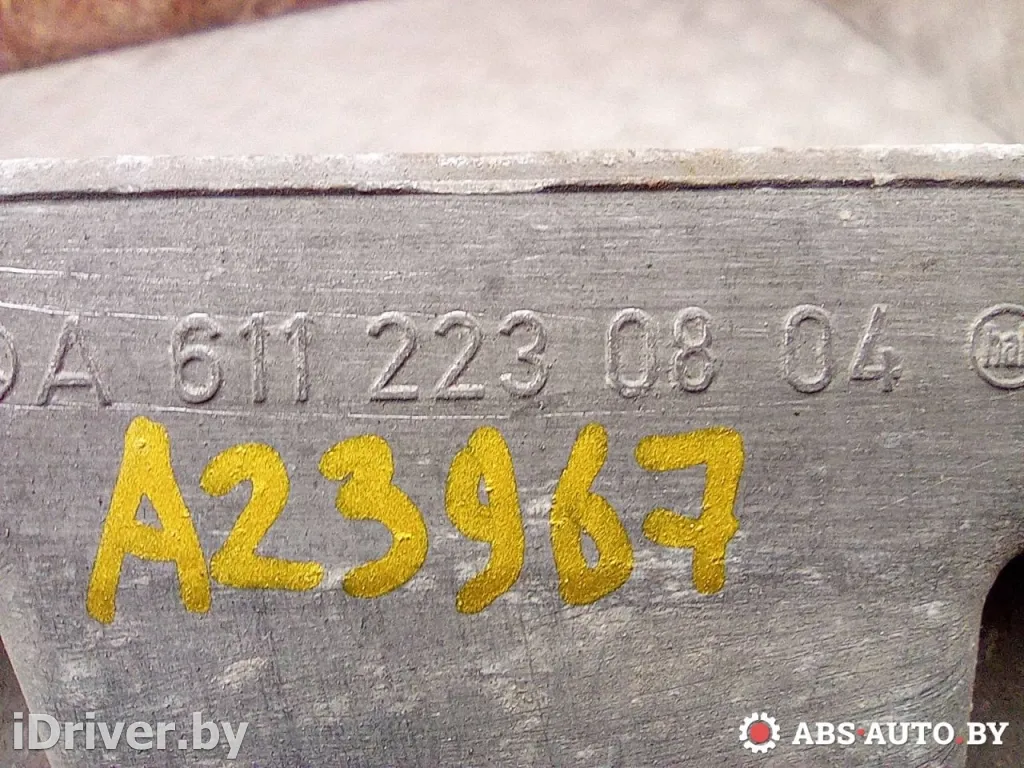 A 611 223 08 04
A23967
iDriver.by
ABS-AUTO.BY